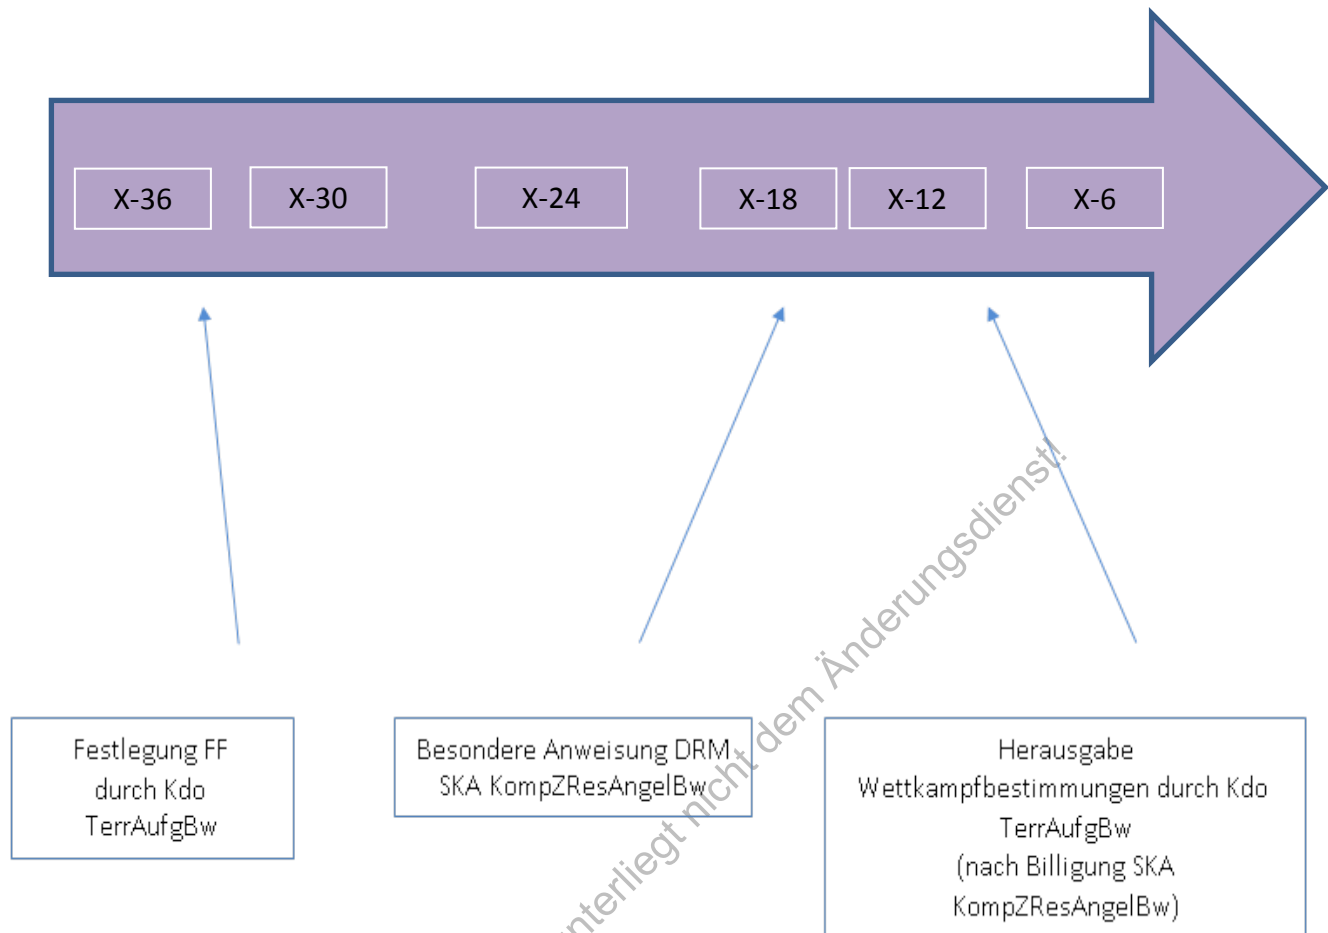 X-36
X-30
X-24
X-18
X-12
X-6
Festlegung FF
durch Kdo
TerrAufgBw
Besondere Anweisung DRM
SKA KompZResAngelBw
Herausgabe
Wettkampfbestimmungen durch Kdo
TerrAufgBw
(nach Billigung SKA
KompZResAngelBw)
nicht dem Änderungsdienst!